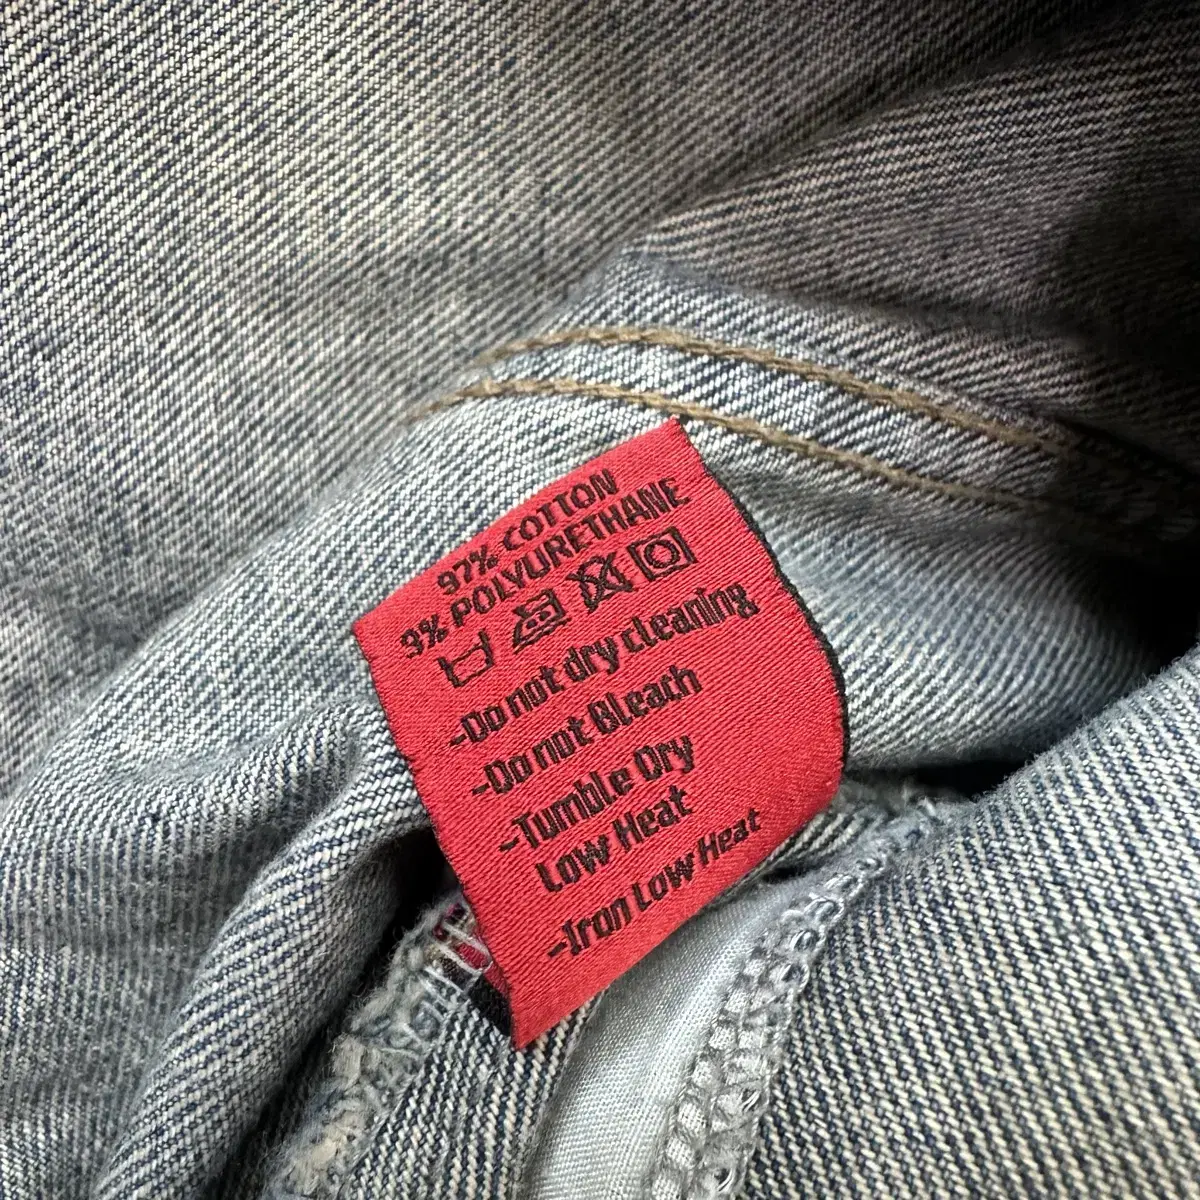 97% COTTON
3% POLYURETHANE
-Do not dry cleaning
-Do not Bleach
-Tumble Dry
Low Heat
-Iron Low Heat